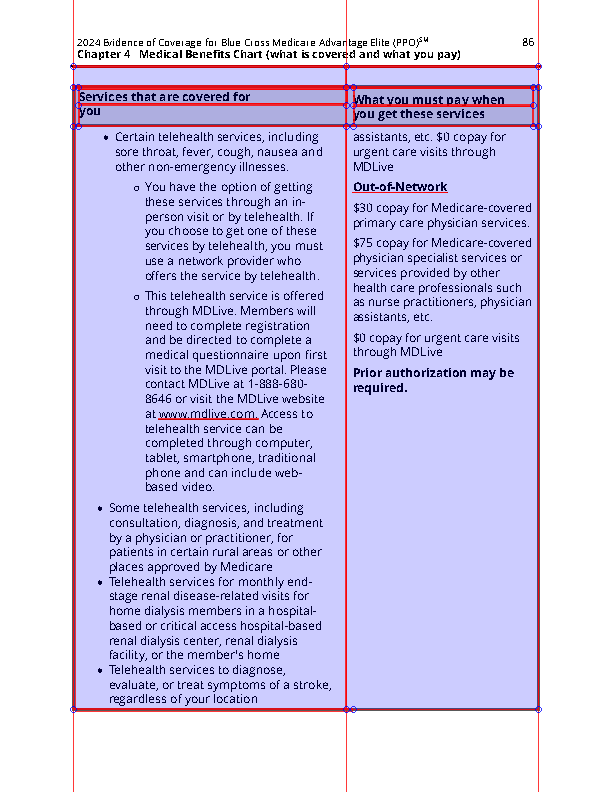 2024 Evidence of Coverage for Blue Cross Medicare Advantage Elite (PPO)℠ 86
Chapter 4 Medical Benefits Chart (what is covered and what you pay)
Services that are covered for
you
What you must pay when
you get these services
• Certain telehealth services, including
sore throat, fever, cough, nausea and
other non-emergency illnesses.
o You have the option of getting
these services through an in-
person visit or by telehealth. If
you choose to get one of these
services by telehealth, you must
use a network provider who
offers the service by telehealth.
o This telehealth service is offered
through MDLive. Members will
need to complete registration
and be directed to complete a
medical questionnaire upon first
visit to the MDLive portal. Please
contact MDLive at 1-888-680-
8646 or visit the MDLive website
at www.mdlive.com. Access to
telehealth service can be
completed through computer,
tablet, smartphone, traditional
phone and can include web-
based video.
• Some telehealth services, including
consultation, diagnosis, and treatment
by a physician or practitioner, for
patients in certain rural areas or other
places approved by Medicare
• Telehealth services for monthly end-
stage renal disease-related visits for
home dialysis members in a hospital-
based or critical access hospital-based
renal dialysis center, renal dialysis
facility, or the member's home
• Telehealth services to diagnose,
evaluate, or treat symptoms of a stroke,
regardless of your location
assistants, etc. $0 copay for
urgent care visits through
MDLive
Out-of-Network
$30 copay for Medicare-covered
primary care physician services.
$75 copay for Medicare-covered
physician specialist services or
services provided by other
health care professionals such
as nurse practitioners, physician
assistants, etc.
$0 copay for urgent care visits
through MDLive
Prior authorization may be
required.